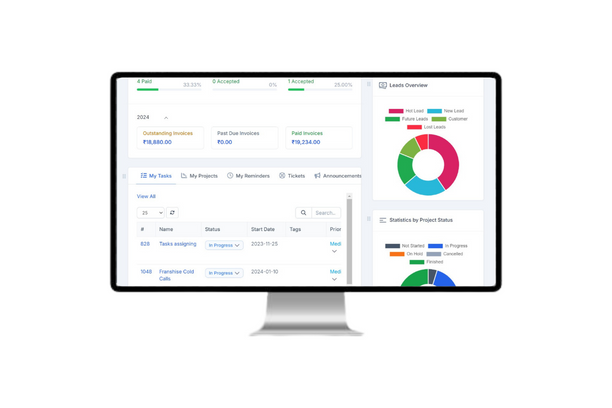 4 Paid 33.33% 0 Accepted 0% 1 Accepted 25.00%
2024
Outstanding Invoices Past Due Invoices Paid Invoices
₹18,880.00 ₹0.00 ₹19,234.00
My Tasks My Projects My Reminders Tickets Announcements
View All
25 Search..
# Name Status Start Date Tags Prior
828 Tasks assigning In Progress 2023-11-25 Medi
1048 Franshise Cold Calls In Progress 2024-01-10 Medi
Leads Overview
Hot Lead New Lead
Future Leads Customer
Lost Leads
Statistics by Project Status
Not Started In Progress
On Hold Cancelled
Finished